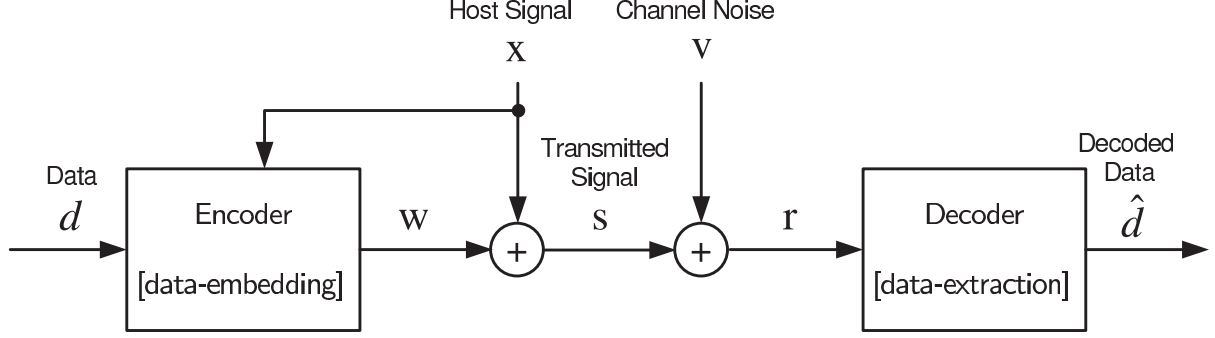 Host Signal
x
Channel Noise
v
Data
d
Encoder
[data-embedding]
w
+
Transmitted
Signal
s
+
r
Decoder
[data-extraction]
Decoded
Data
d̂